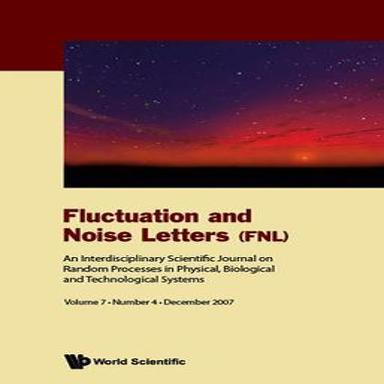 Fluctuation and
Noise Letters (FNL)
An Interdisciplinary Scientific Journal on
Random Processes in Physical, Biological
and Technological Systems
Volume 7 • Number 4 • December 2007
World Scientific